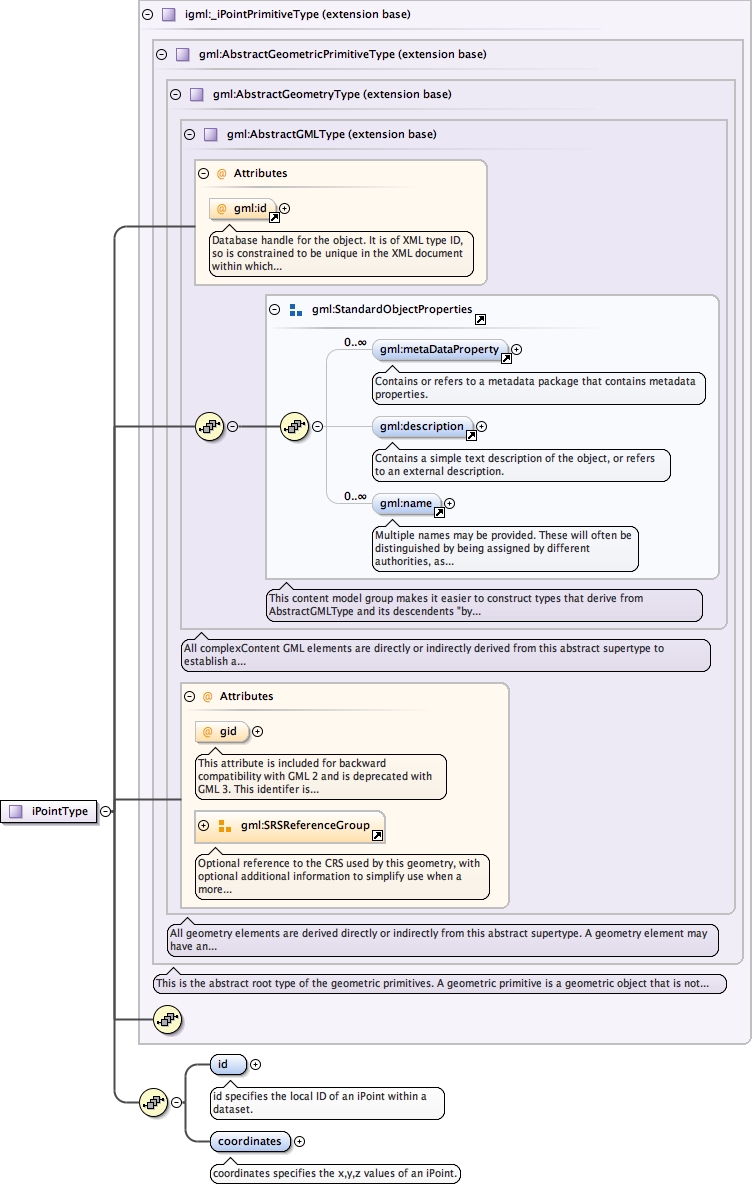 igml:_iPointPrimitiveType (extension base)
gml:AbstractGeometricPrimitiveType (extension base)
gml:AbstractGeometryType (extension base)
gml:AbstractGMLType (extension base)
@ Attributes
@ gml:id
Database handle for the object. It is of XML type ID,
so is constrained to be unique in the XML document
within which...
gml:StandardObjectProperties
0..∞
gml:metaDataProperty
Contains or refers to a metadata package that contains metadata
properties.
gml:description
Contains a simple text description of the object, or refers
to an external description.
0..∞
gml:name
Multiple names may be provided. These will often be
distinguished by being assigned by different
authorities, as...
This content model group makes it easier to construct types that derive from
AbstractGMLType and its descendents "by...
All complexContent GML elements are directly or indirectly derived from this abstract supertype to
establish a...
@ Attributes
@ gid
This attribute is included for backward
compatibility with GML 2 and is deprecated with
GML 3. This identifer is...
iPointType
gml:SRSReferenceGroup
Optional reference to the CRS used by this geometry, with
optional additional information to simplify use when a
more...
All geometry elements are derived directly or indirectly from this abstract supertype. A geometry element may
have an...
This is the abstract root type of the geometric primitives. A geometric primitive is a geometric object that is not...
id
id specifies the local ID of an iPoint within a
dataset.
coordinates
coordinates specifies the x,y,z values of an iPoint.